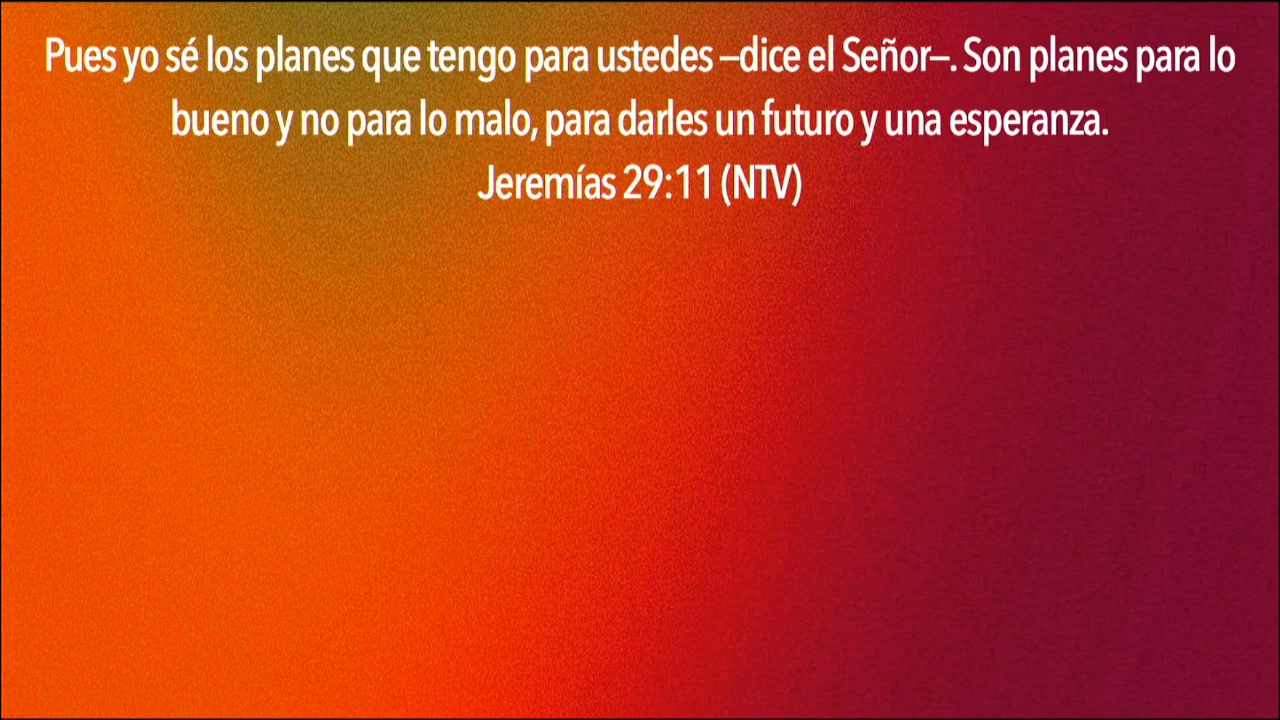 Pues yo sé los planes que tengo para ustedes —dice el Señor—. Son planes para lo
bueno y no para lo malo, para darles un futuro y una esperanza.
Jeremías 29:11 (NTV)